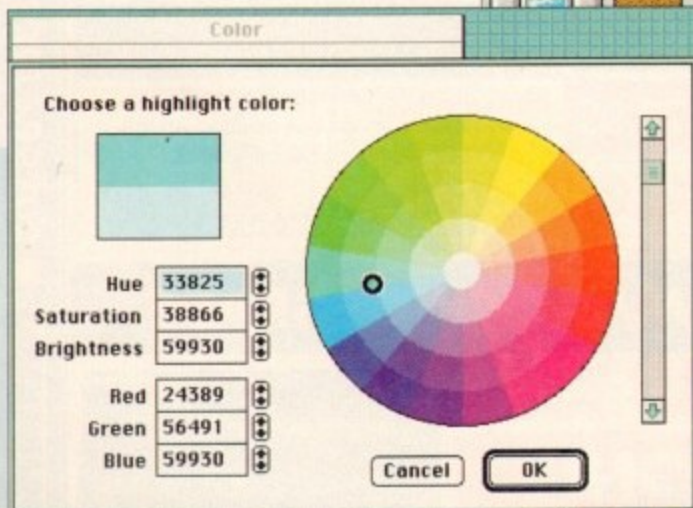 Color
Choose a highlight color:
Hue 33825
Saturation 38866
Brightness 59930
Red 24389
Green 56491
Blue 59930
Cancel OK